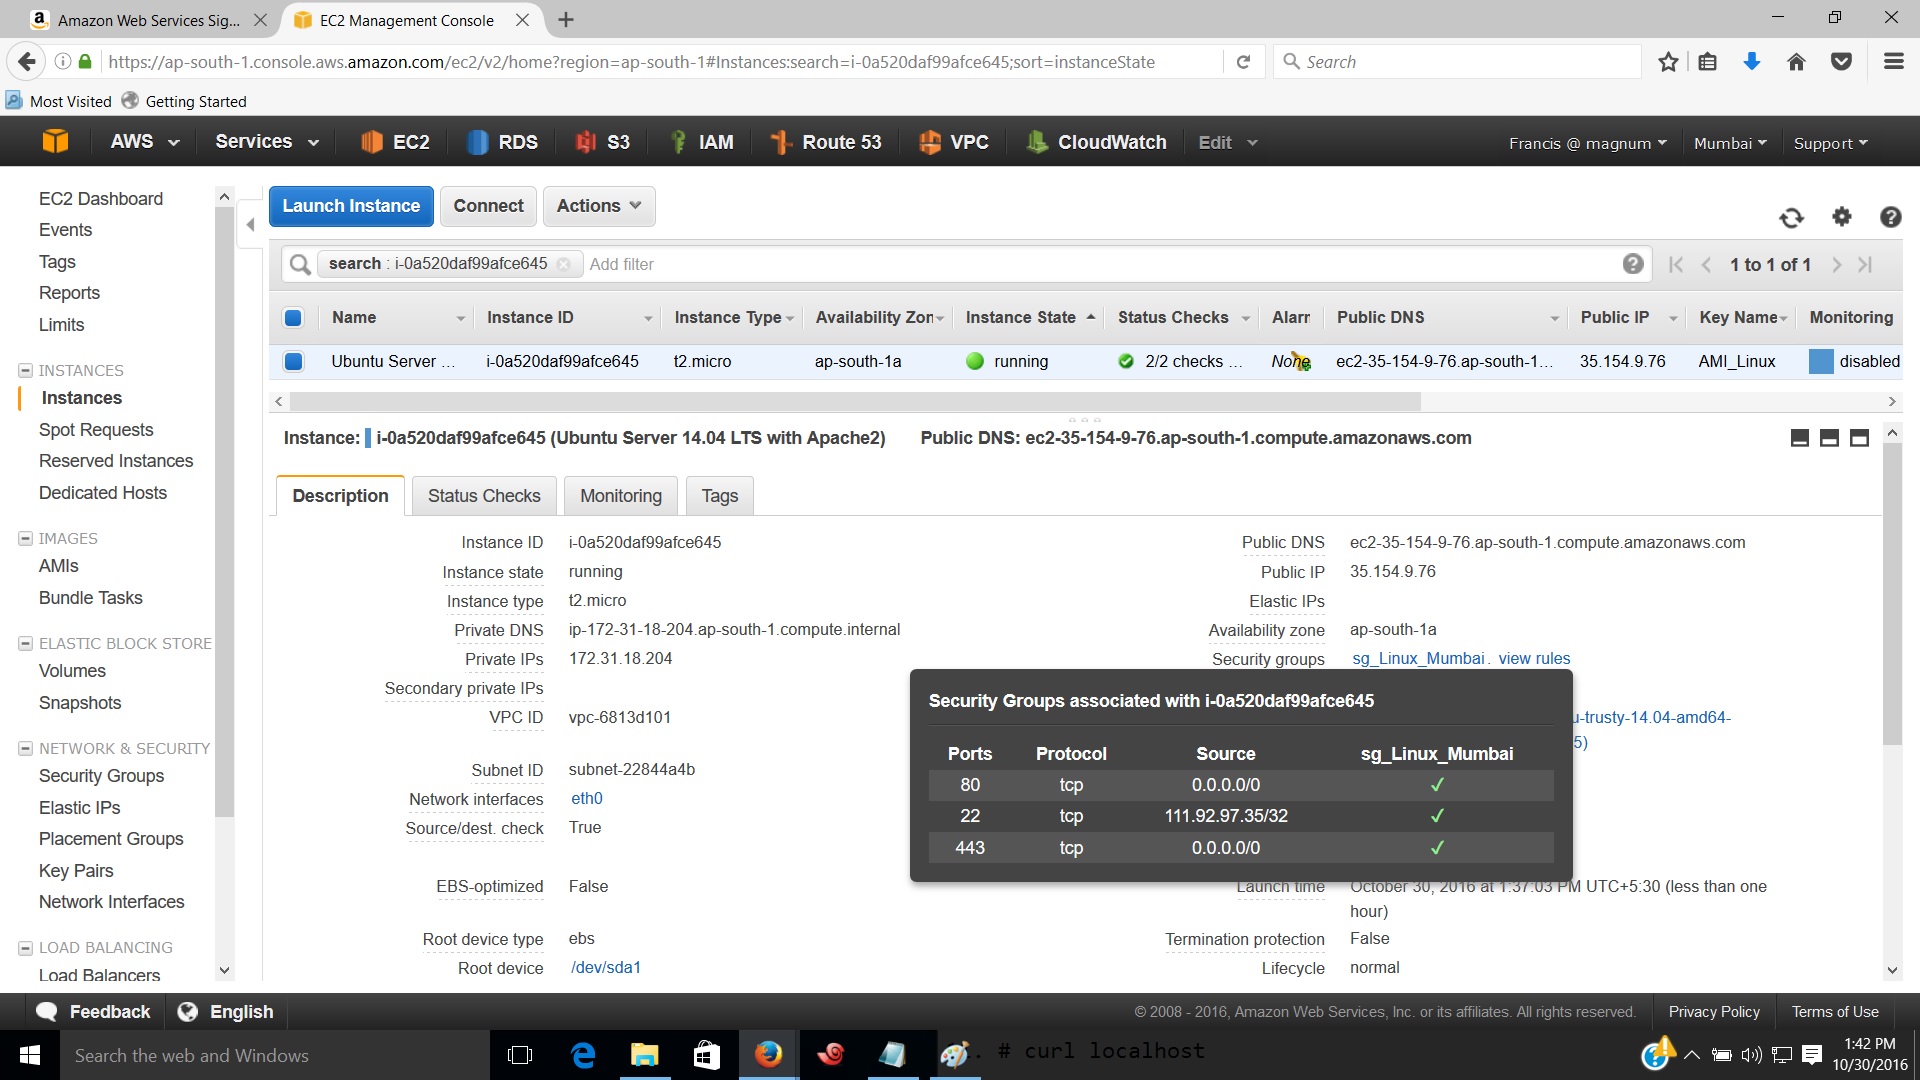 Amazon Web Services Sig...
EC2 Management Console
https://ap-south-1.console.aws.amazon.com/ec2/v2/home?region=ap-south-1#Instances:search=i-0a520daf99afce645;sort=instanceState
Search
Most Visited
Getting Started
AWS
Services
EC2
RDS
S3
IAM
Route 53
VPC
CloudWatch
Edit
Francis @ magnum
Mumbai
Support
EC2 Dashboard
Events
Tags
Reports
Limits
INSTANCES
Instances
Spot Requests
Reserved Instances
Dedicated Hosts
IMAGES
AMIs
Bundle Tasks
ELASTIC BLOCK STORE
Volumes
Snapshots
NETWORK & SECURITY
Security Groups
Elastic IPs
Placement Groups
Key Pairs
Network Interfaces
LOAD BALANCING
Load Balancers
Launch Instance
Connect
Actions
search : i-0a520daf99afce645
Add filter
1 to 1 of 1
Name
Instance ID
Instance Type
Availability Zon
Instance State
Status Checks
Alarr
Public DNS
Public IP
Key Name
Monitoring
Ubuntu Server ...
i-0a520daf99afce645
t2.micro
ap-south-1a
running
2/2 checks ...
None
ec2-35-154-9-76.ap-south-1...
35.154.9.76
AMI_Linux
disabled
Instance: i-0a520daf99afce645 (Ubuntu Server 14.04 LTS with Apache2)
Public DNS: ec2-35-154-9-76.ap-south-1.compute.amazonaws.com
Description
Status Checks
Monitoring
Tags
Instance ID i-0a520daf99afce645
Instance state running
Instance type t2.micro
Private DNS ip-172-31-18-204.ap-south-1.compute.internal
Private IPs 172.31.18.204
Secondary private IPs
VPC ID vpc-6813d101
Subnet ID subnet-22844a4b
Network interfaces eth0
Source/dest. check True
EBS-optimized False
Root device type ebs
Root device /dev/sda1
Public DNS ec2-35-154-9-76.ap-south-1.compute.amazonaws.com
Public IP 35.154.9.76
Elastic IPs
Availability zone ap-south-1a
Security groups sg_Linux_Mumbai. view rules
u-trusty-14.04-amd64-
5)
Security Groups associated with i-0a520daf99afce645
Ports Protocol Source sg_Linux_Mumbai
80 tcp 0.0.0.0/0 ✓
22 tcp 111.92.97.35/32 ✓
443 tcp 0.0.0.0/0 ✓
Launch time October 30, 2016 at 1:37:03 PM UTC+5:30 (less than one
hour)
Termination protection False
Lifecycle normal
Feedback
English
© 2008 - 2016, Amazon Web Services, Inc. or its affiliates. All rights reserved.
Privacy Policy
Terms of Use
Search the web and Windows
. # curl localhost
1:42 PM
10/30/2016